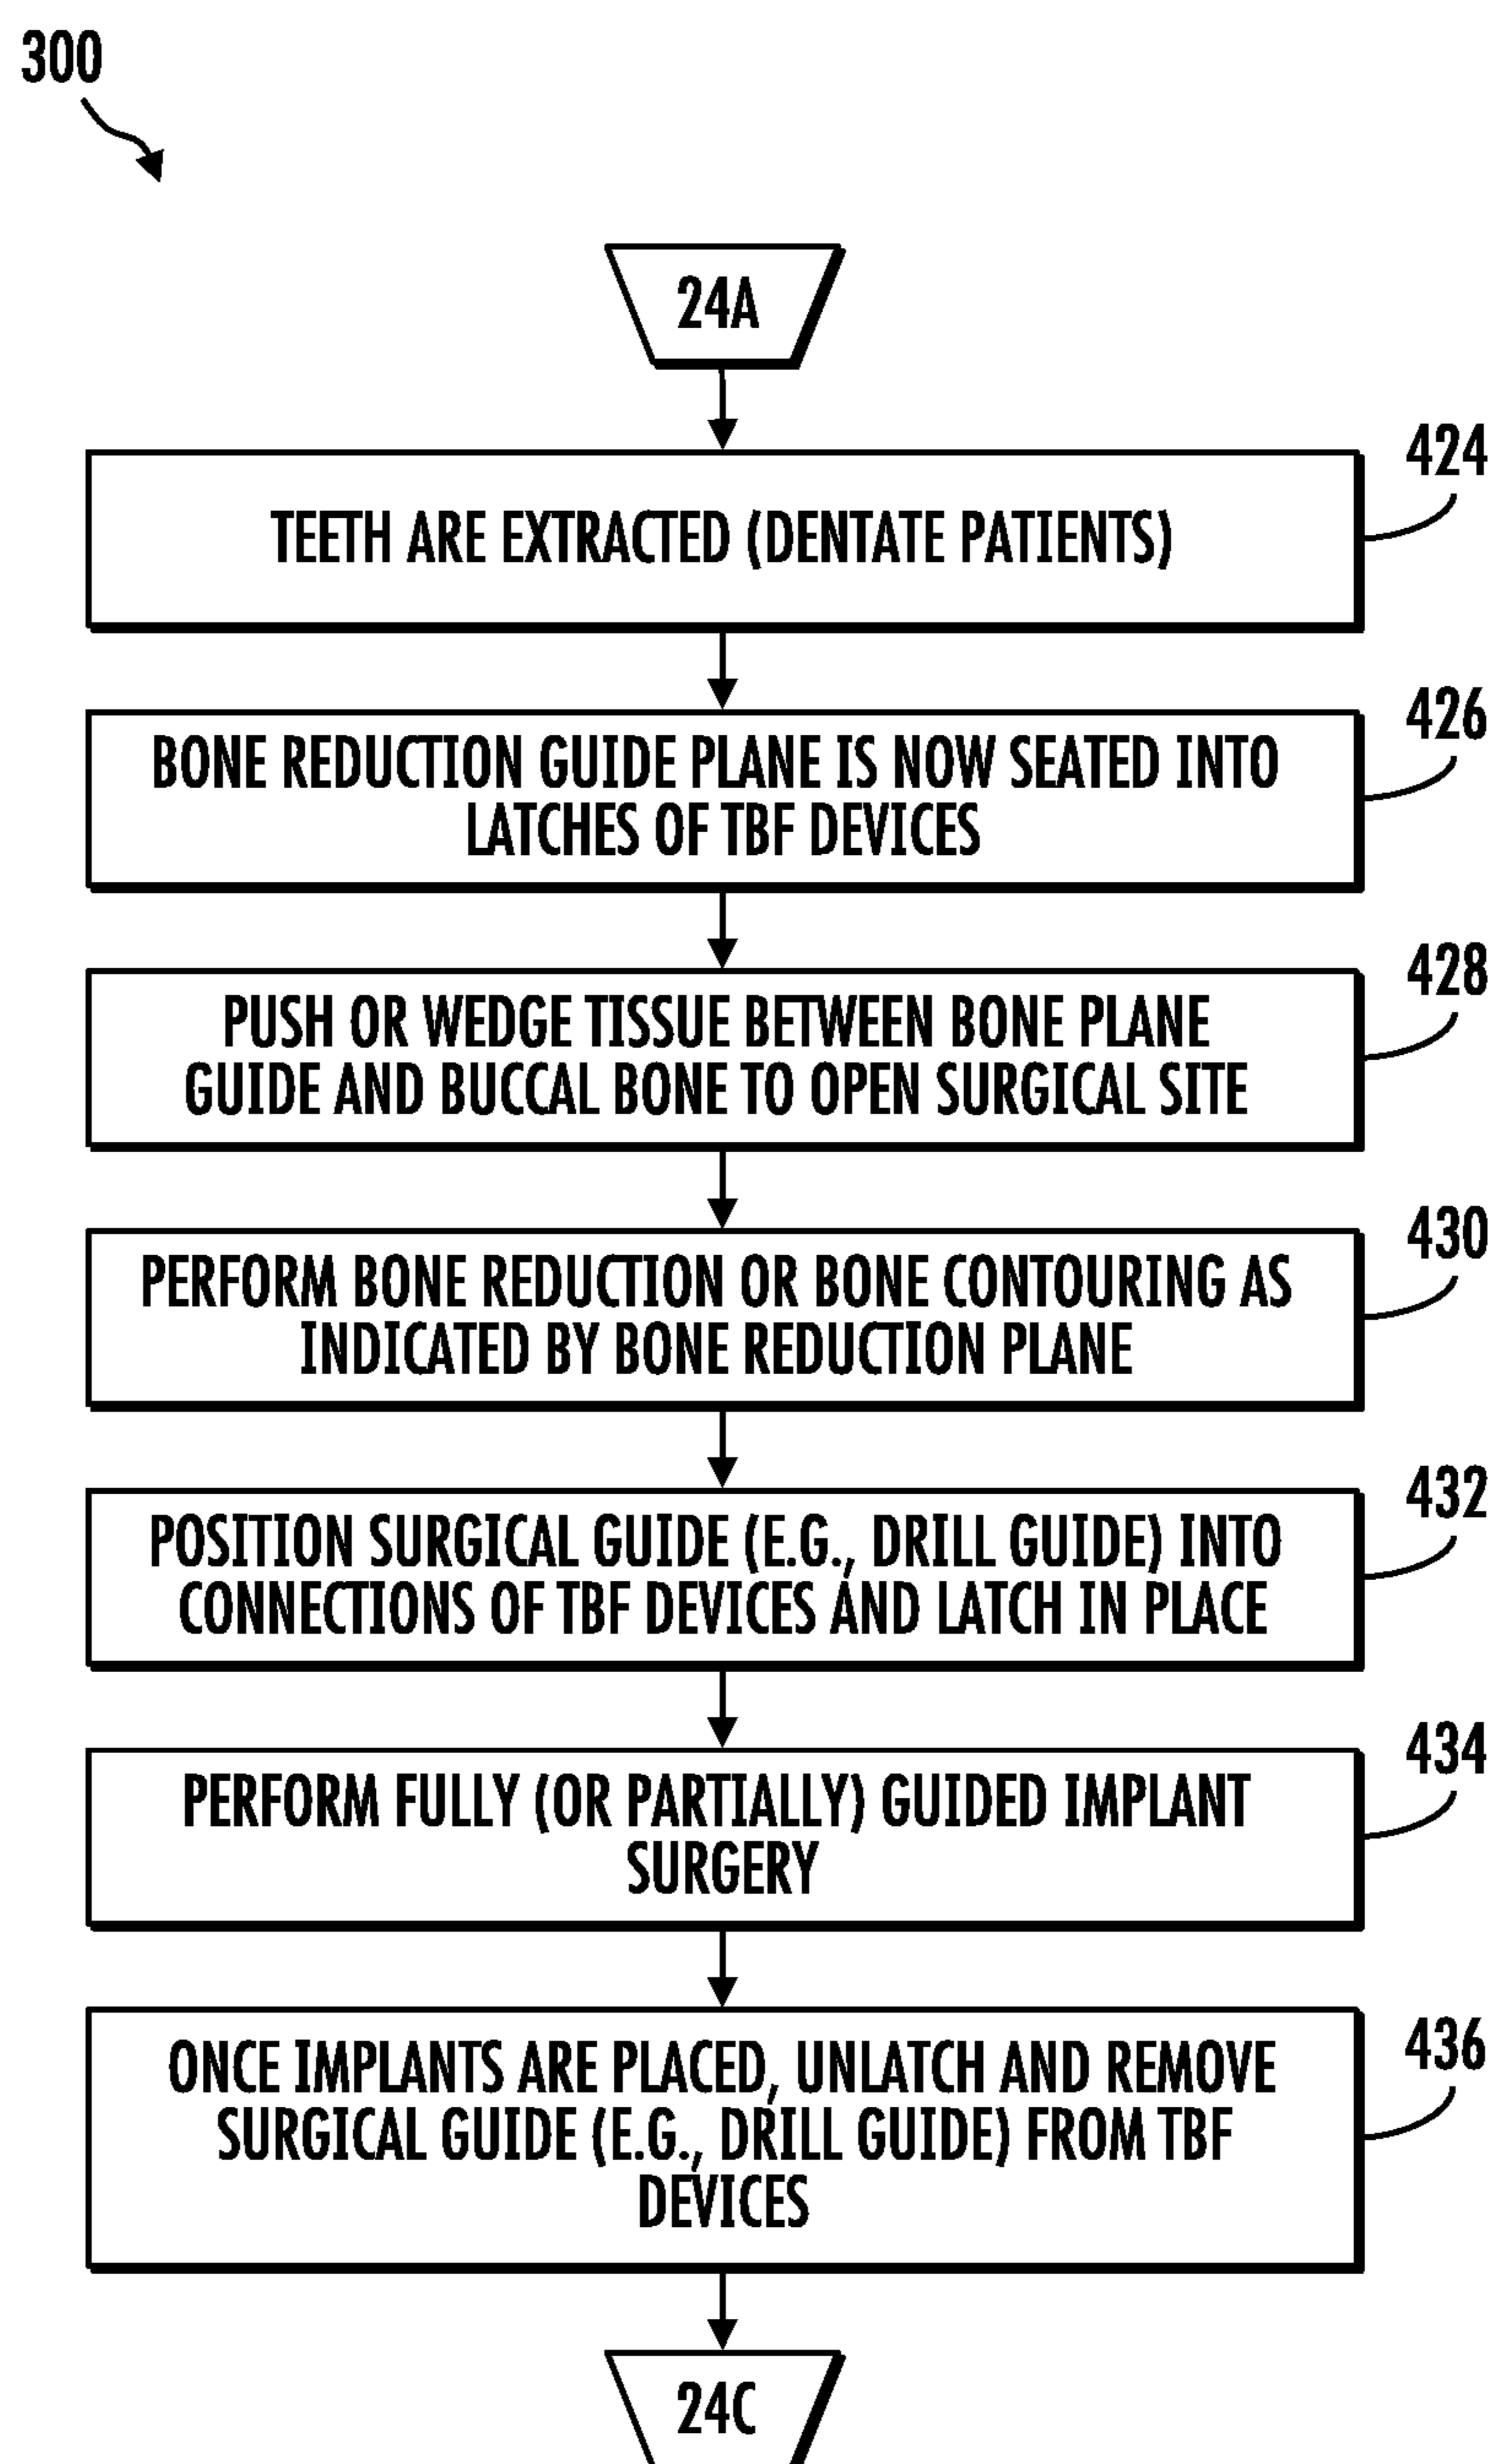 300
24A
424
TEETH ARE EXTRACTED (DENTATE PATIENTS)
426
BONE REDUCTION GUIDE PLANE IS NOW SEATED INTO
LATCHES OF TBF DEVICES
428
PUSH OR WEDGE TISSUE BETWEEN BONE PLANE
GUIDE AND BUCCAL BONE TO OPEN SURGICAL SITE
430
PERFORM BONE REDUCTION OR BONE CONTOURING AS
INDICATED BY BONE REDUCTION PLANE
432
POSITION SURGICAL GUIDE (E.G., DRILL GUIDE) INTO
CONNECTIONS OF TBF DEVICES AND LATCH IN PLACE
434
PERFORM FULLY (OR PARTIALLY) GUIDED IMPLANT
SURGERY
436
ONCE IMPLANTS ARE PLACED, UNLATCH AND REMOVE
SURGICAL GUIDE (E.G., DRILL GUIDE) FROM TBF
DEVICES
24C